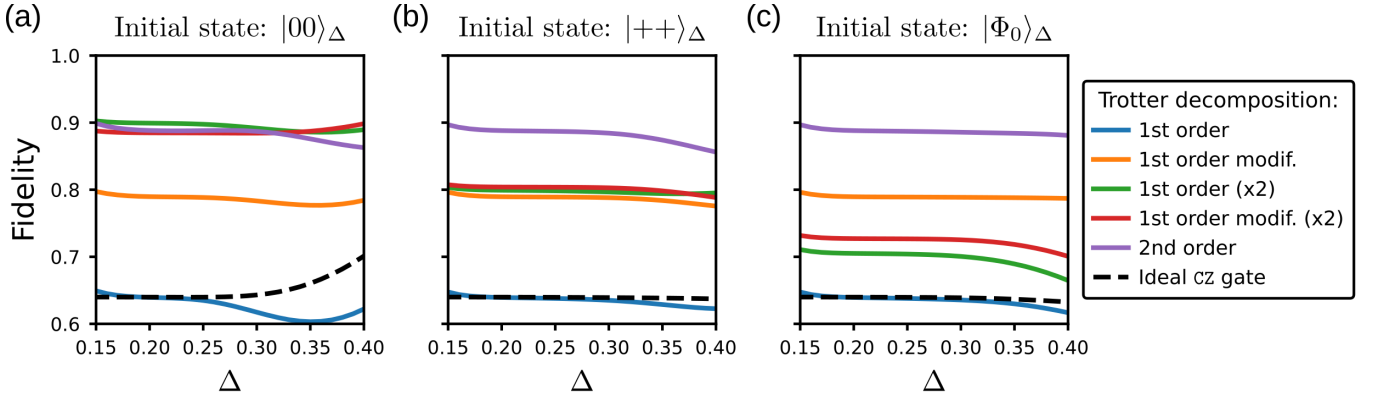 (a) Initial state: |00⟩Δ
(b) Initial state: |++⟩Δ
(c) Initial state: |Φ₀⟩Δ
Fidelity
1.0
0.9
0.8
0.7
0.6
0.15 0.20 0.25 0.30 0.35 0.40
Δ
0.15 0.20 0.25 0.30 0.35 0.40
Δ
0.15 0.20 0.25 0.30 0.35 0.40
Δ
Trotter decomposition:
1st order
1st order modif.
1st order (x2)
1st order modif. (x2)
2nd order
Ideal CZ gate